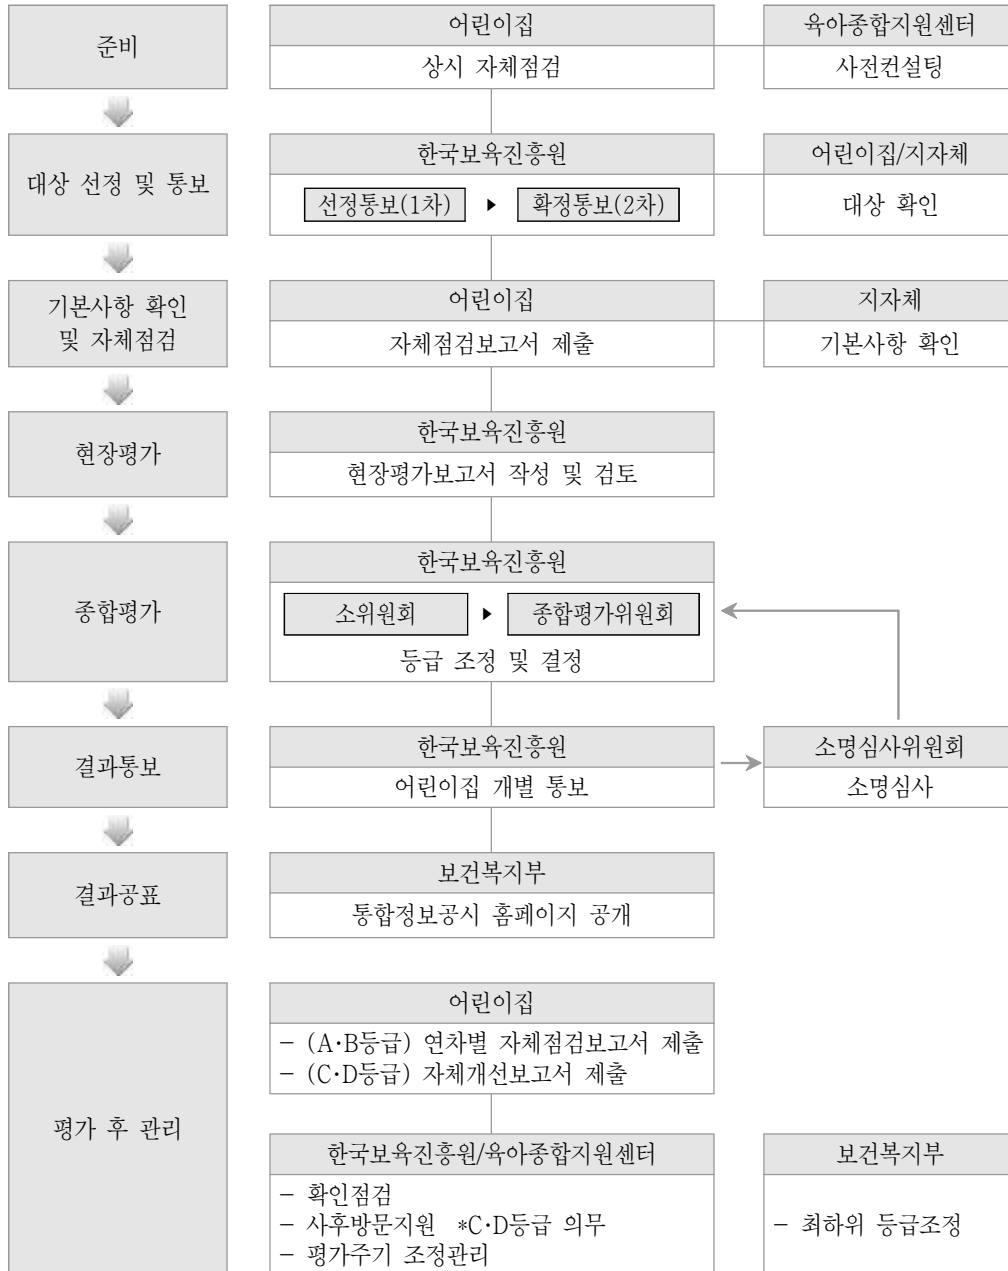 준비
어린이집
육아종합지원센터
상시 자체점검
사전컨설팅
대상 선정 및 통보
한국보육진흥원
어린이집/지자체
선정통보(1차) ▶ 확정통보(2차)
대상 확인
기본사항 확인
및 자체점검
어린이집
지자체
자체점검보고서 제출
기본사항 확인
현장평가
한국보육진흥원
현장평가보고서 작성 및 검토
종합평가
한국보육진흥원
소위원회 ▶ 종합평가위원회
등급 조정 및 결정
결과통보
한국보육진흥원
소명심사위원회
어린이집 개별 통보
소명심사
결과공표
보건복지부
통합정보공시 홈페이지 공개
평가 후 관리
어린이집
- (A·B등급) 연차별 자체점검보고서 제출
- (C·D등급) 자체개선보고서 제출
한국보육진흥원/육아종합지원센터
보건복지부
- 확인점검
- 사후방문지원 *C·D등급 의무
- 평가주기 조정관리
- 최하위 등급조정